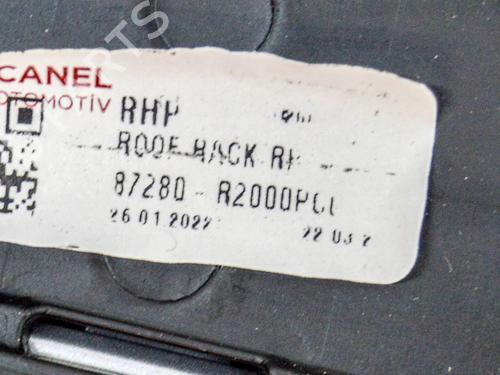 CANEL
OTOMOTİV
RHP
ROOF RACK RH
87280 - R2000PCL
26.01.2022